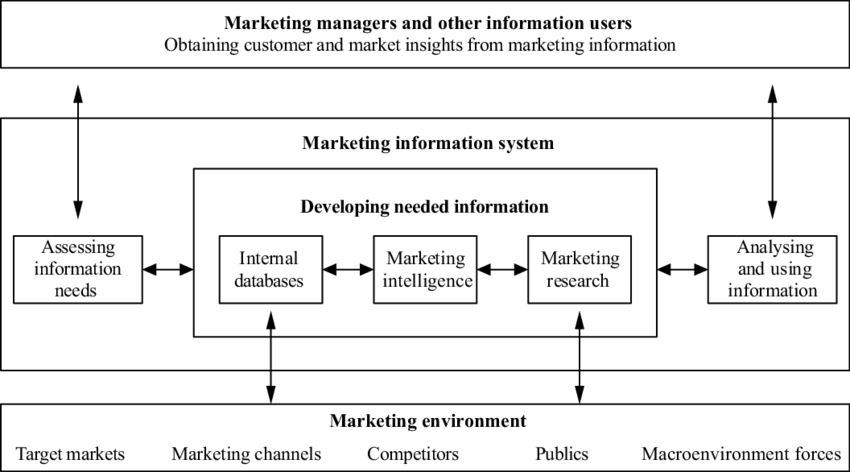 Marketing managers and other information users
Obtaining customer and market insights from marketing information
Marketing information system
Developing needed information
Assessing
information
needs
Internal
databases
Marketing
intelligence
Marketing
research
Analysing
and using
information
Marketing environment
Target markets
Marketing channels
Competitors
Publics
Macroenvironment forces